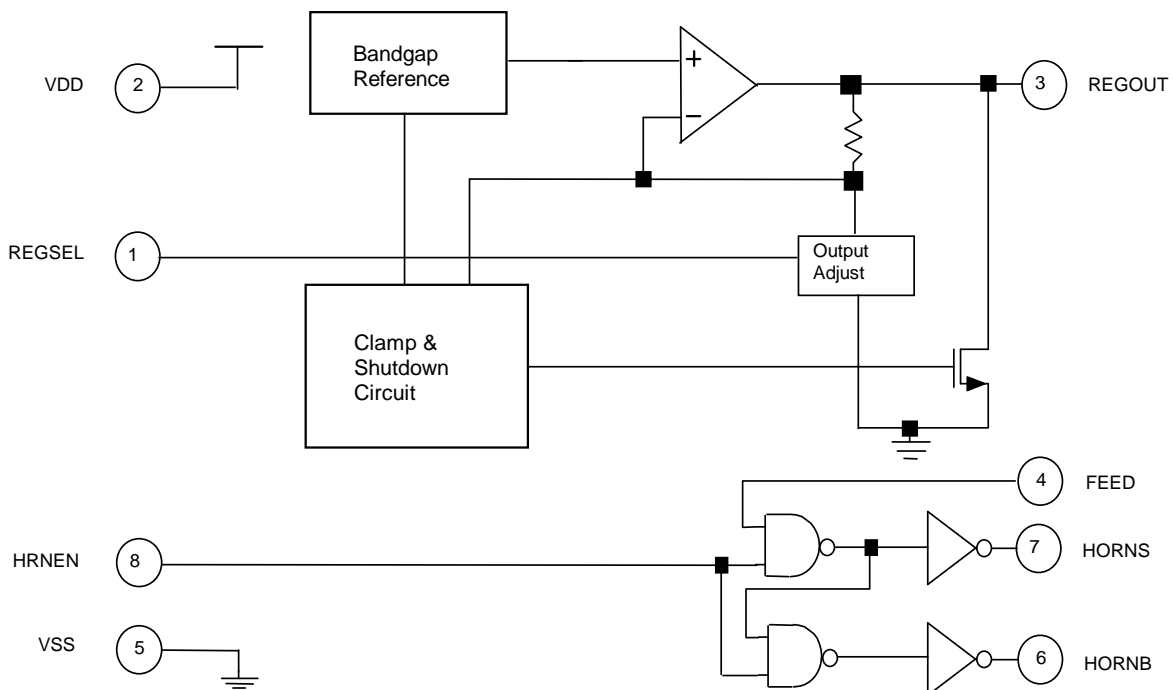 Bandgap
Reference
+
−
VDD
2
3
REGOUT
REGSEL
1
Output
Adjust
Clamp &
Shutdown
Circuit
4
FEED
HRNEN
8
7
HORNS
VSS
5
6
HORNB